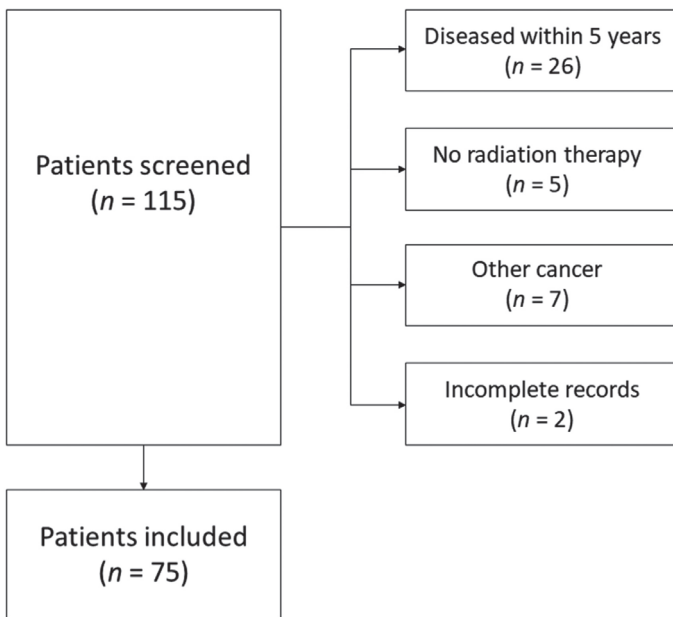 Patients screened
(n = 115)
Diseased within 5 years
(n = 26)
No radiation therapy
(n = 5)
Other cancer
(n = 7)
Incomplete records
(n = 2)
Patients included
(n = 75)